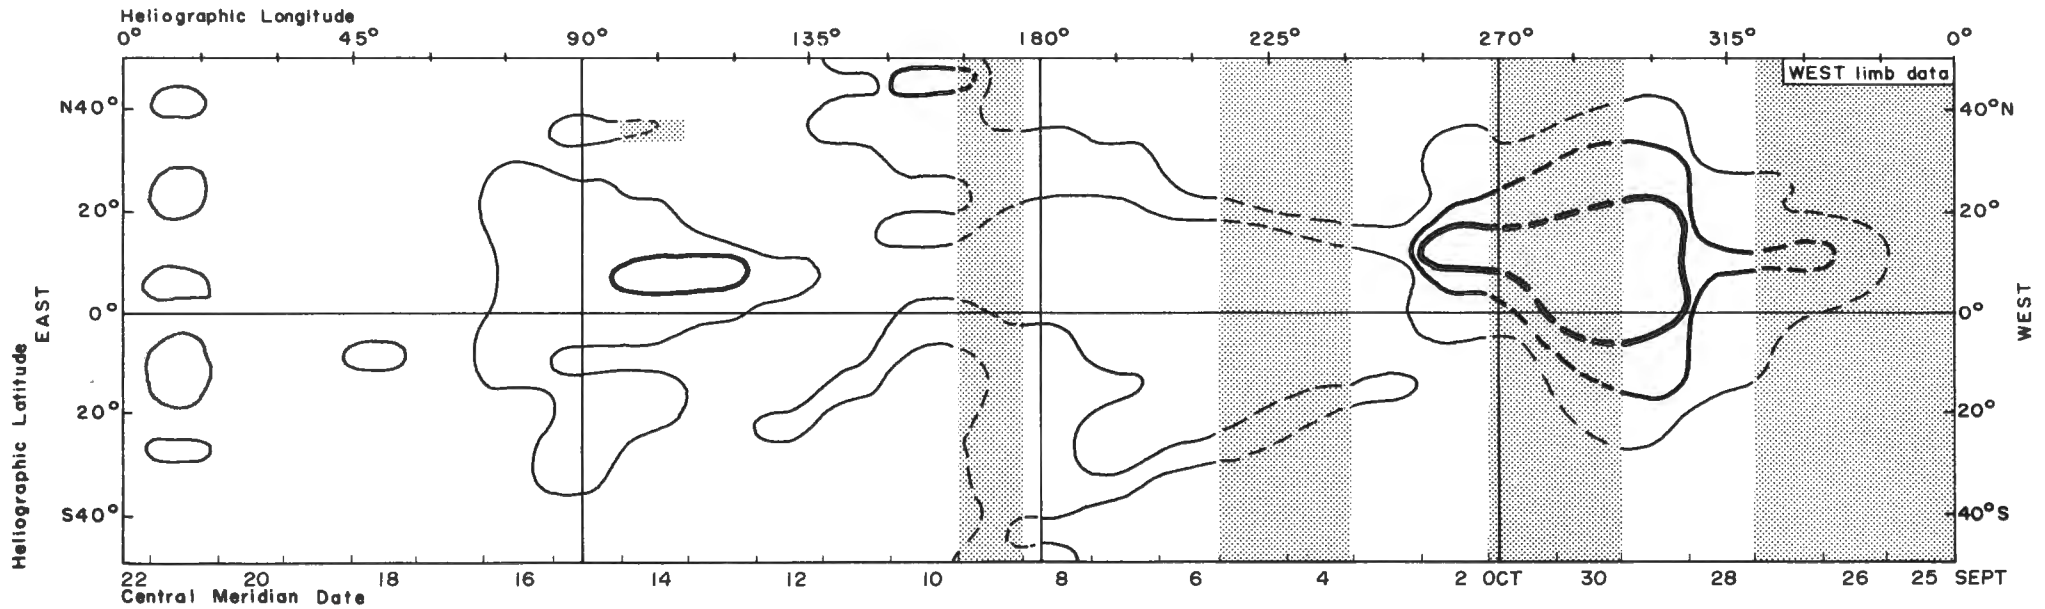 Heliographic Longitude
0° 45° 90° 135° 180° 225° 270° 315° 0°
WEST limb data
N40° 40°N
20° 20°
0° 0°
20° 20°
S40° 40°S
EAST
WEST
Heliographic Latitude
22 20 18 16 14 12 10 8 6 4 2 OCT 30 28 26 25 SEPT
Central Meridian Date